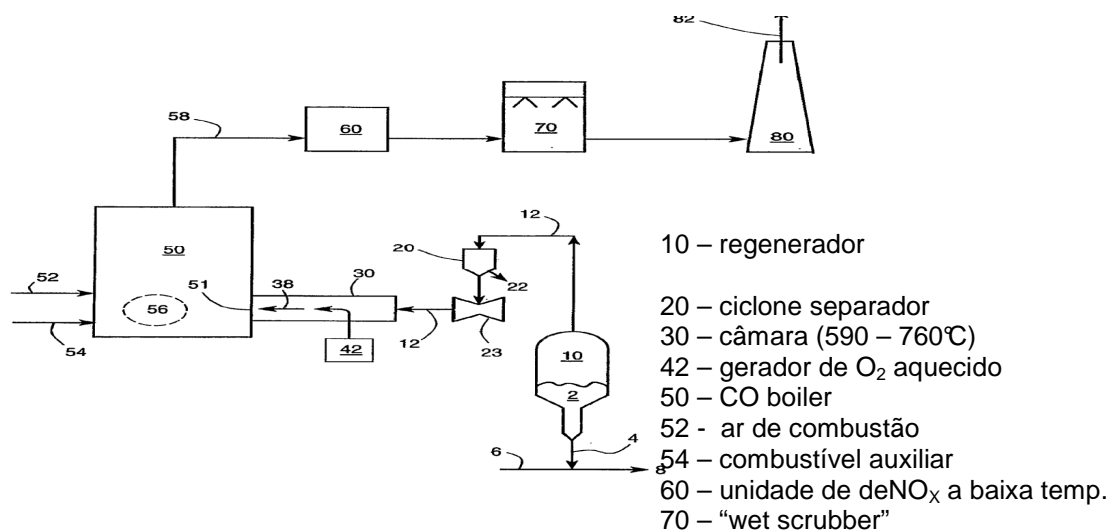 82
58
60
70
80
12
20
50
30
22
52
51
38
56
54
12
23
42
10
2
6
4
8
10 – regenerador
20 – ciclone separador
30 – câmara (590 – 760°C)
42 – gerador de O₂ aquecido
50 – CO boiler
52 - ar de combustão
54 – combustível auxiliar
60 – unidade de deNOX a baixa temp.
70 – “wet scrubber”